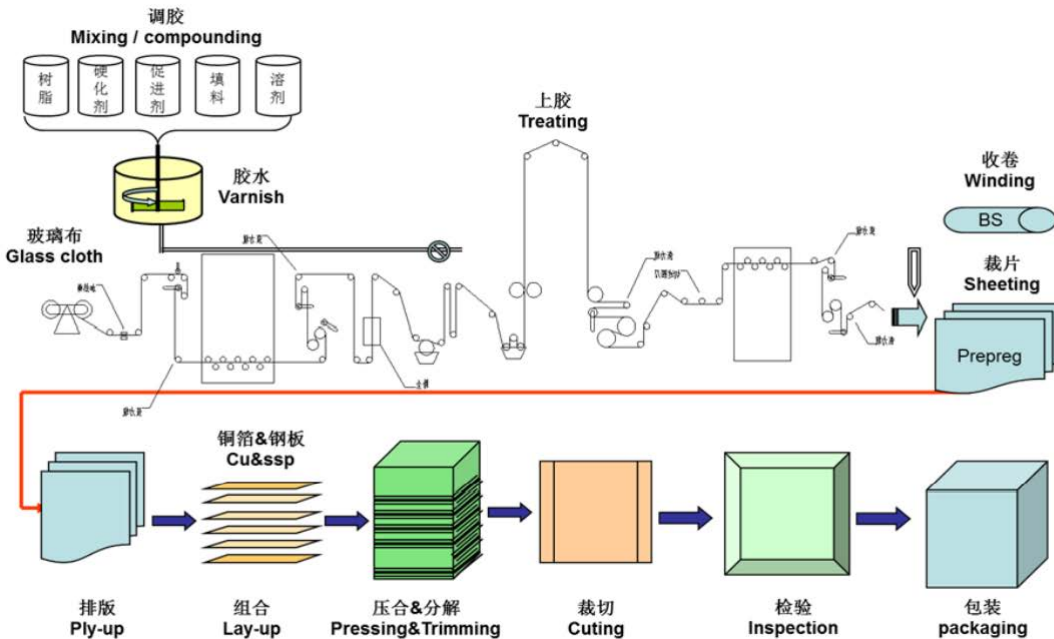 调胶
Mixing / compounding
树脂
硬化剂
促进剂
填料
溶剂
胶水
Varnish
上胶
Treating
收卷
Winding
BS
玻璃布
Glass cloth
裁片
Sheeting
Prepreg
铜箔&钢板
Cu&ssp
排版
Ply-up
组合
Lay-up
压合&分解
Pressing&Trimming
裁切
Cuting
检验
Inspection
包装
packaging